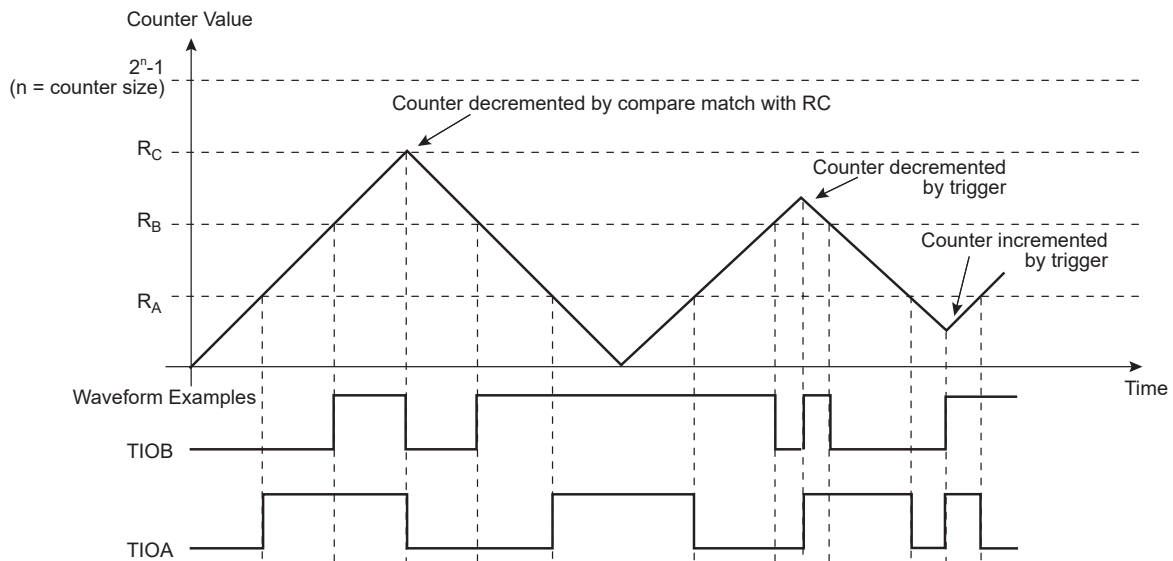 Counter Value
2ⁿ-1
(n = counter size)
Counter decremented by compare match with RC
R_C
Counter decremented
by trigger
R_B
Counter incremented
by trigger
R_A
Time
Waveform Examples
TIOB
TIOA